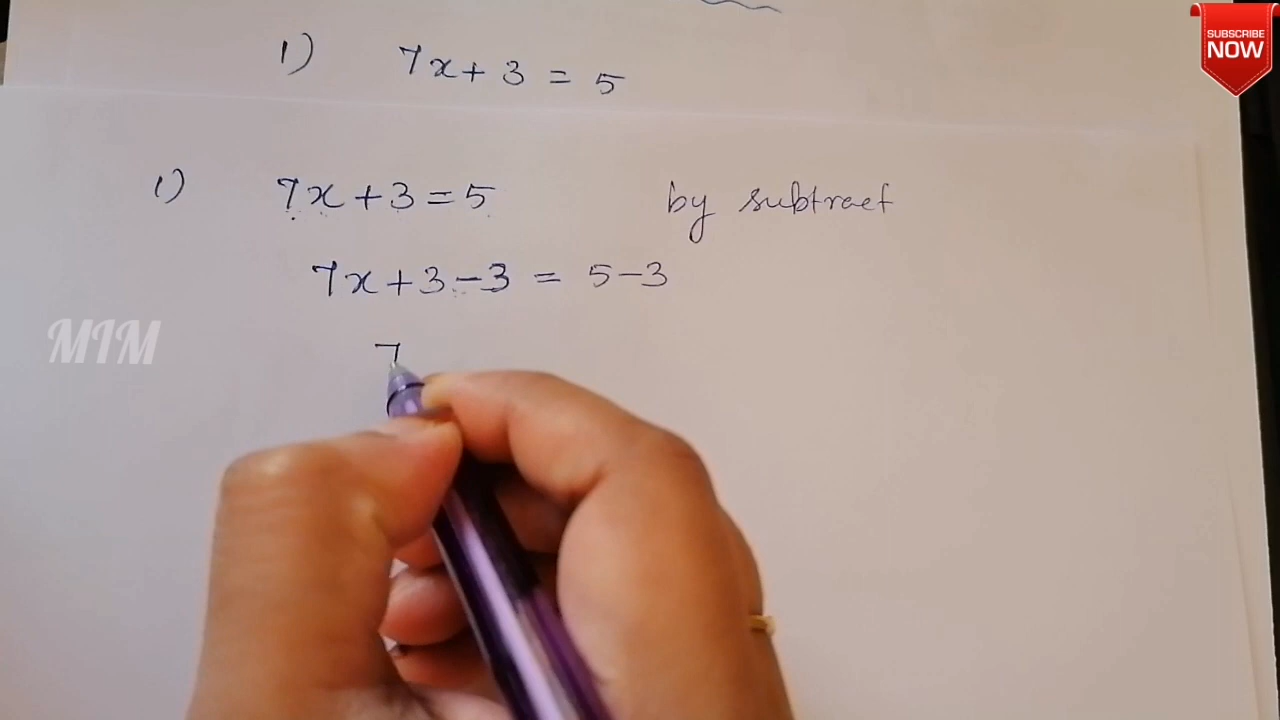 SUBSCRIBE
NOW
1) 7x + 3 = 5
1) 7x + 3 = 5 by subtract
7x + 3 - 3 = 5 - 3
MIM
7